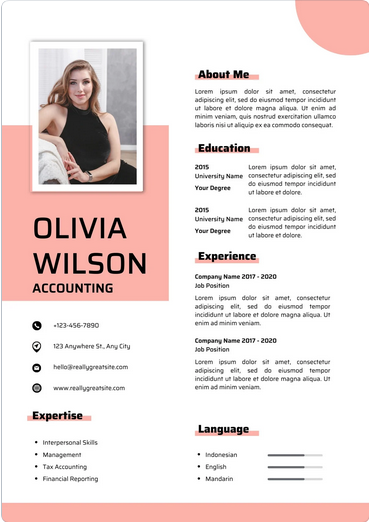 OLIVIA
WILSON
ACCOUNTING
+123-456-7890
123 Anywhere St., Any City
hello@reallygreatsite.com
www.reallygreatsite.com
Expertise
Interpersonal Skills
Management
Tax Accounting
Financial Reporting
About Me
Lorem ipsum dolor sit amet, consectetur
adipiscing elit, sed do eiusmod tempor incididunt
ut labore et dolore magna aliqua. Ut enim ad
minim veniam, quis nostrud exercitation ullamco
laboris nisi ut aliquip ex ea commodo consequat.
Education
2015
University Name
Your Degree
Lorem ipsum dolor sit amet,
consectetur adipiscing elit, sed
do eiusmod tempor incididunt
ut labore et dolore.
2015
University Name
Your Degree
Lorem ipsum dolor sit amet,
consectetur adipiscing elit, sed
do eiusmod tempor incididunt
ut labore et dolore.
Experience
Company Name 2017 - 2020
Job Position
Lorem ipsum dolor sit amet, consectetur
adipiscing elit, sed do eiusmod tempor
incididunt ut labore et dolore magna aliqua. Ut
enim ad minim veniam.
Company Name 2017 - 2020
Job Position
Lorem ipsum dolor sit amet, consectetur
adipiscing elit, sed do eiusmod tempor
incididunt ut labore et dolore magna aliqua. Ut
enim ad minim veniam.
Language
Indonesian
English
Mandarin